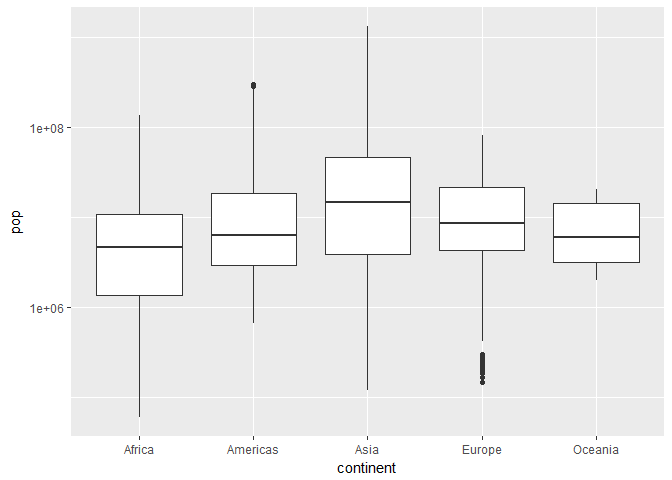 pop
1e+08
1e+06
Africa
Americas
Asia
Europe
Oceania
continent